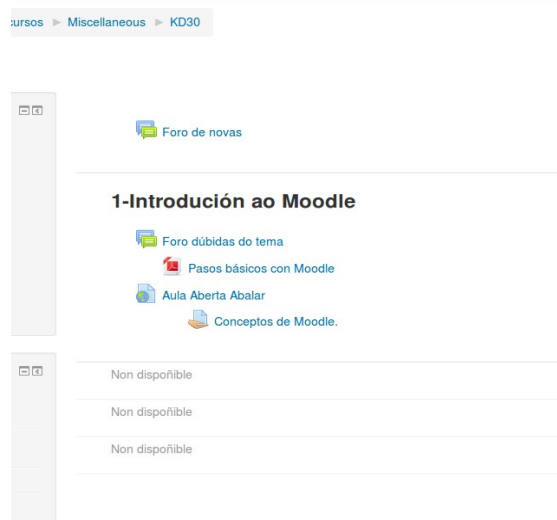 cursos ► Miscellaneous ► KD30
Foro de novas
1-Introdución ao Moodle
Foro dúbidas do tema
Pasos básicos con Moodle
Aula Aberta Abalar
Conceptos de Moodle.
Non dispoñible
Non dispoñible
Non dispoñible